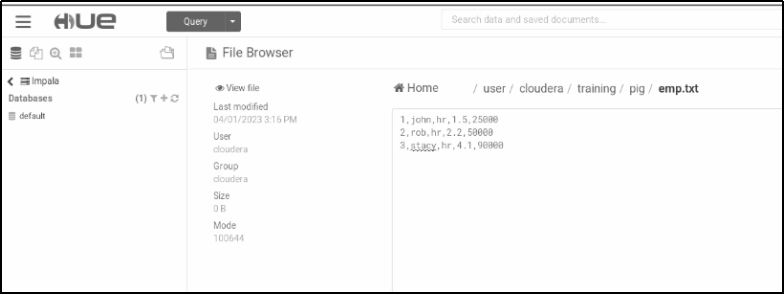 HUE
Query
Search data and saved documents...
File Browser
Impala
Databases (1)
default
View file
Last modified
04/01/2023 3:16 PM
User
cloudera
Group
cloudera
Size
0 B
Mode
100644
Home / user / cloudera / training / pig / emp.txt
1,john,hr,1.5,25000
2,rob,hr,2.2,50000
3,stacy,hr,4.1,90000